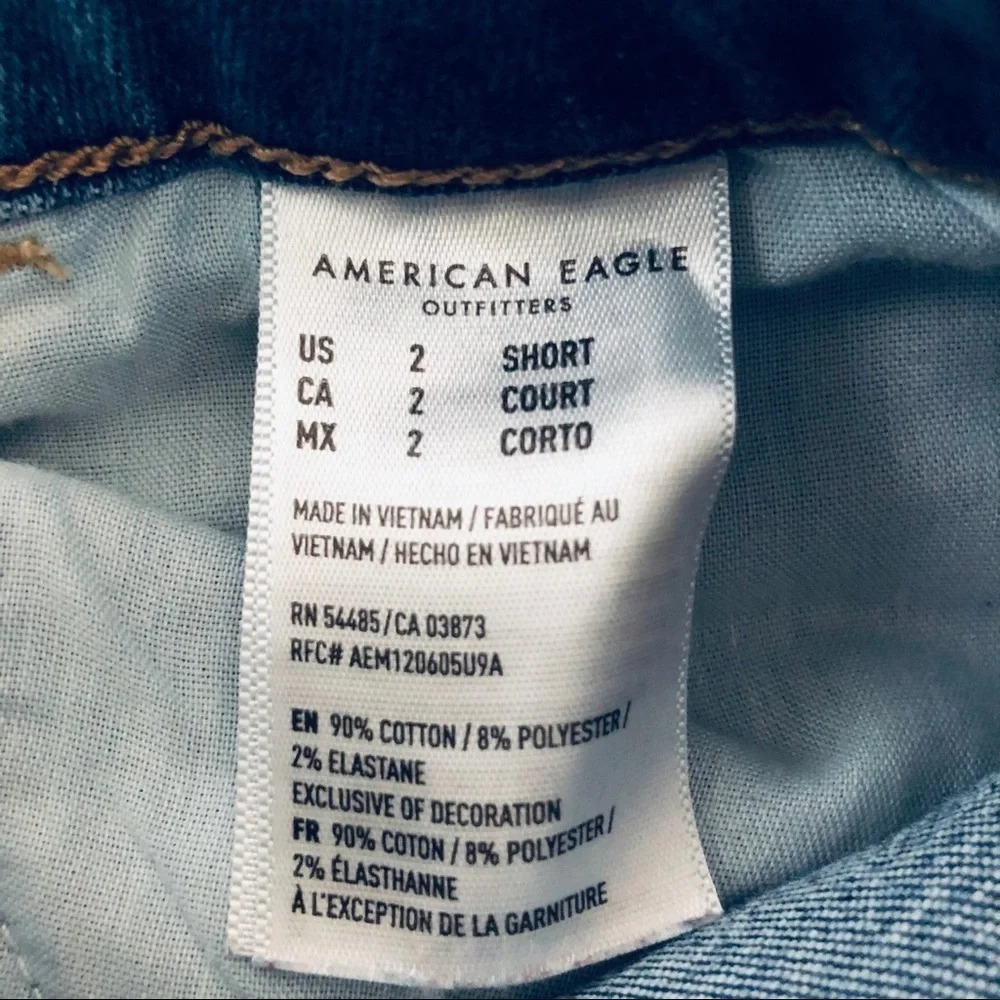 AMERICAN EAGLE
OUTFITTERS
US 2 SHORT
CA 2 COURT
MX 2 CORTO
MADE IN VIETNAM / FABRIQUÉ AU
VIETNAM / HECHO EN VIETNAM
RN 54485/CA 03873
RFC# AEM120605U9A
EN 90% COTTON / 8% POLYESTER/
2% ELASTANE
EXCLUSIVE OF DECORATION
FR 90% COTON / 8% POLYESTER/
2% ÉLASTHANNE
À L'EXCEPTION DE LA GARNITURE